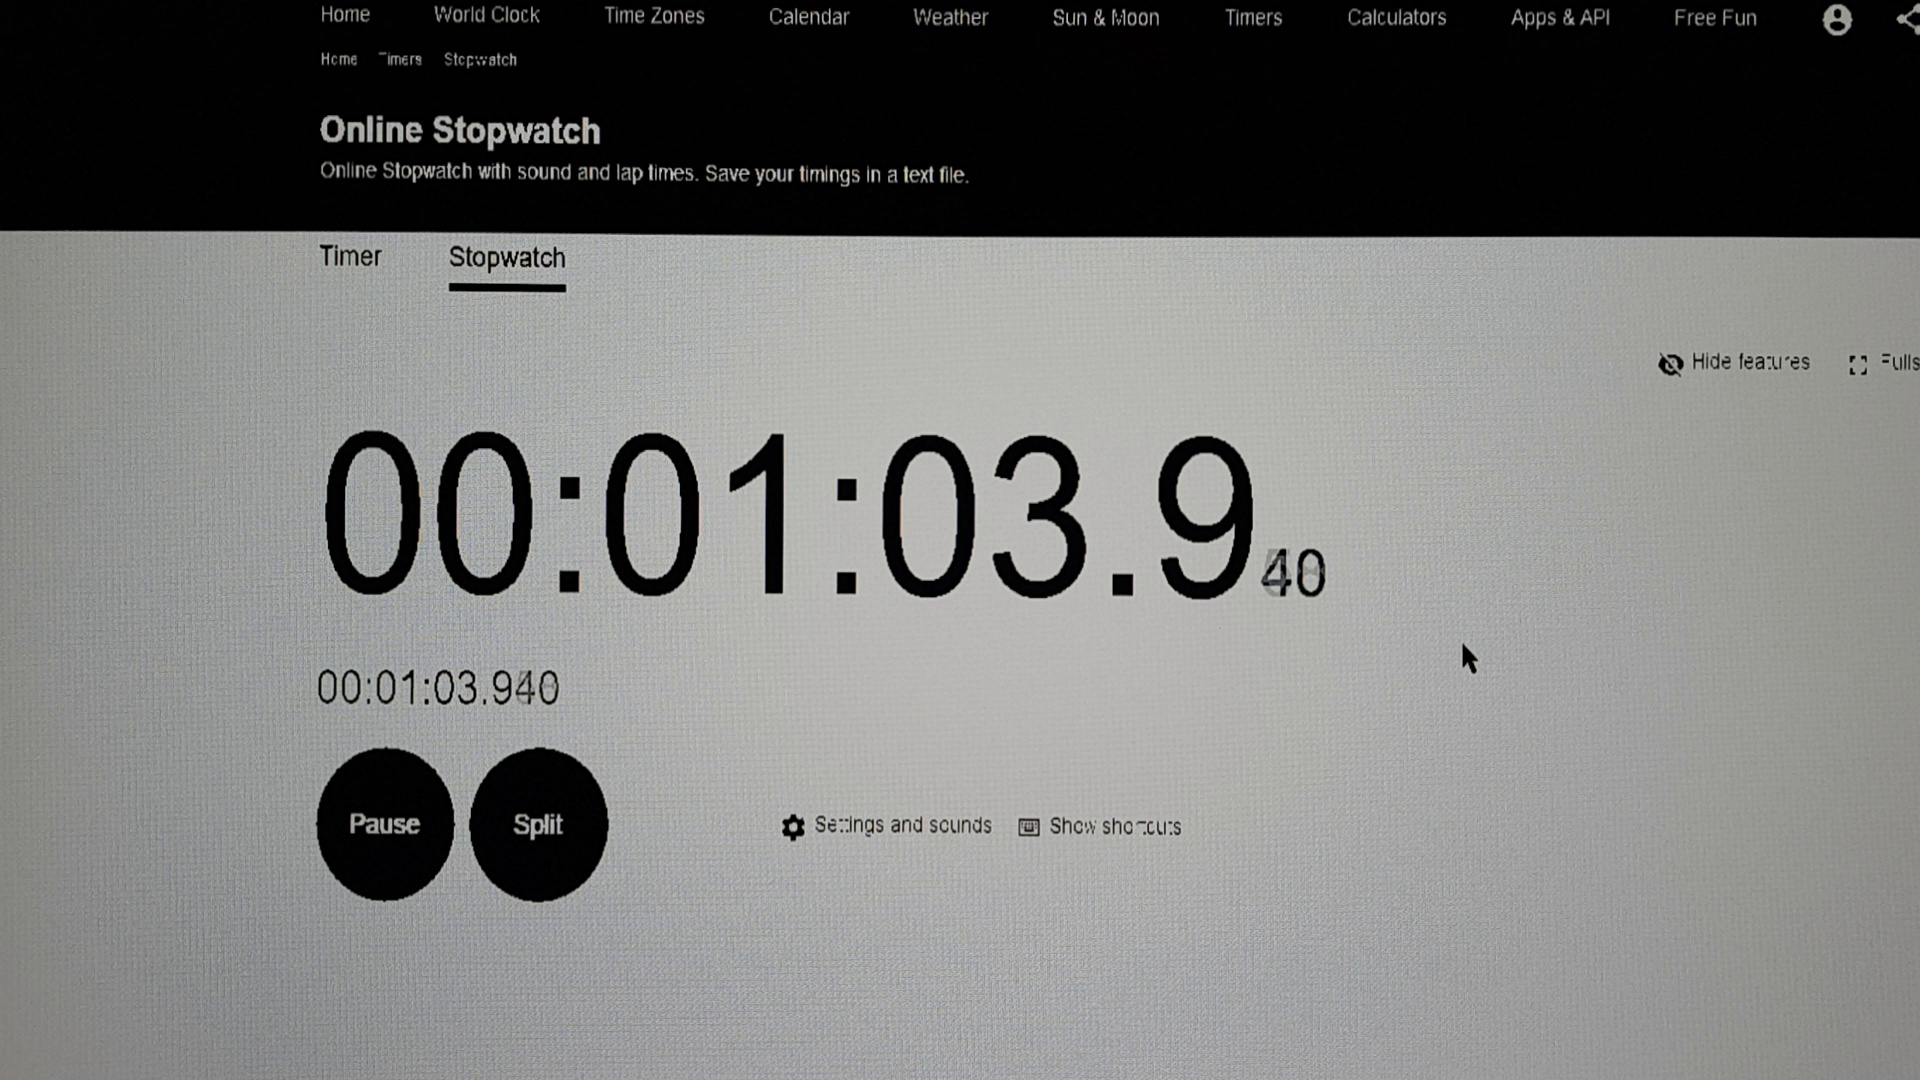 Home World Clock Time Zones Calendar Weather Sun & Moon Timers Calculators Apps & API Free Fun
Home Timers Stopwatch
Online Stopwatch
Online Stopwatch with sound and lap times. Save your timings in a text file.
Timer Stopwatch
Hide features Fulls
00:01:03.940
00:01:03.940
Pause Split Settings and sounds Show shortcuts